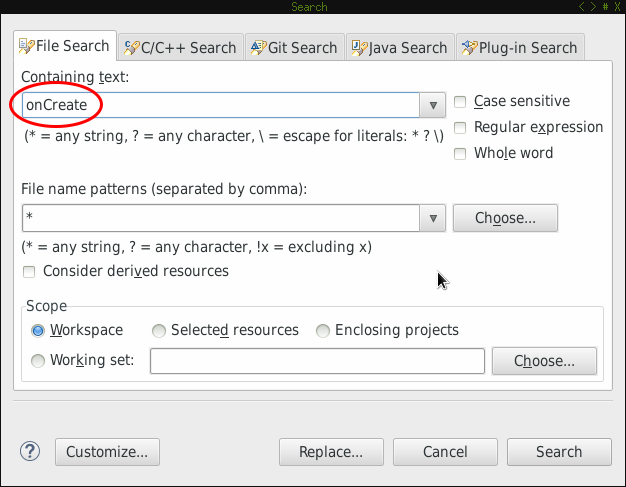 Search
< > # X
File Search
C/C++ Search
Git Search
Java Search
Plug-in Search
Containing text:
onCreate
Case sensitive
(* = any string, ? = any character, \ = escape for literals: * ? \)
Regular expression
Whole word
File name patterns (separated by comma):
*
Choose...
(* = any string, ? = any character, !x = excluding x)
Consider derived resources
Scope
Workspace
Selected resources
Enclosing projects
Working set:
Choose...
?
Customize...
Replace...
Cancel
Search